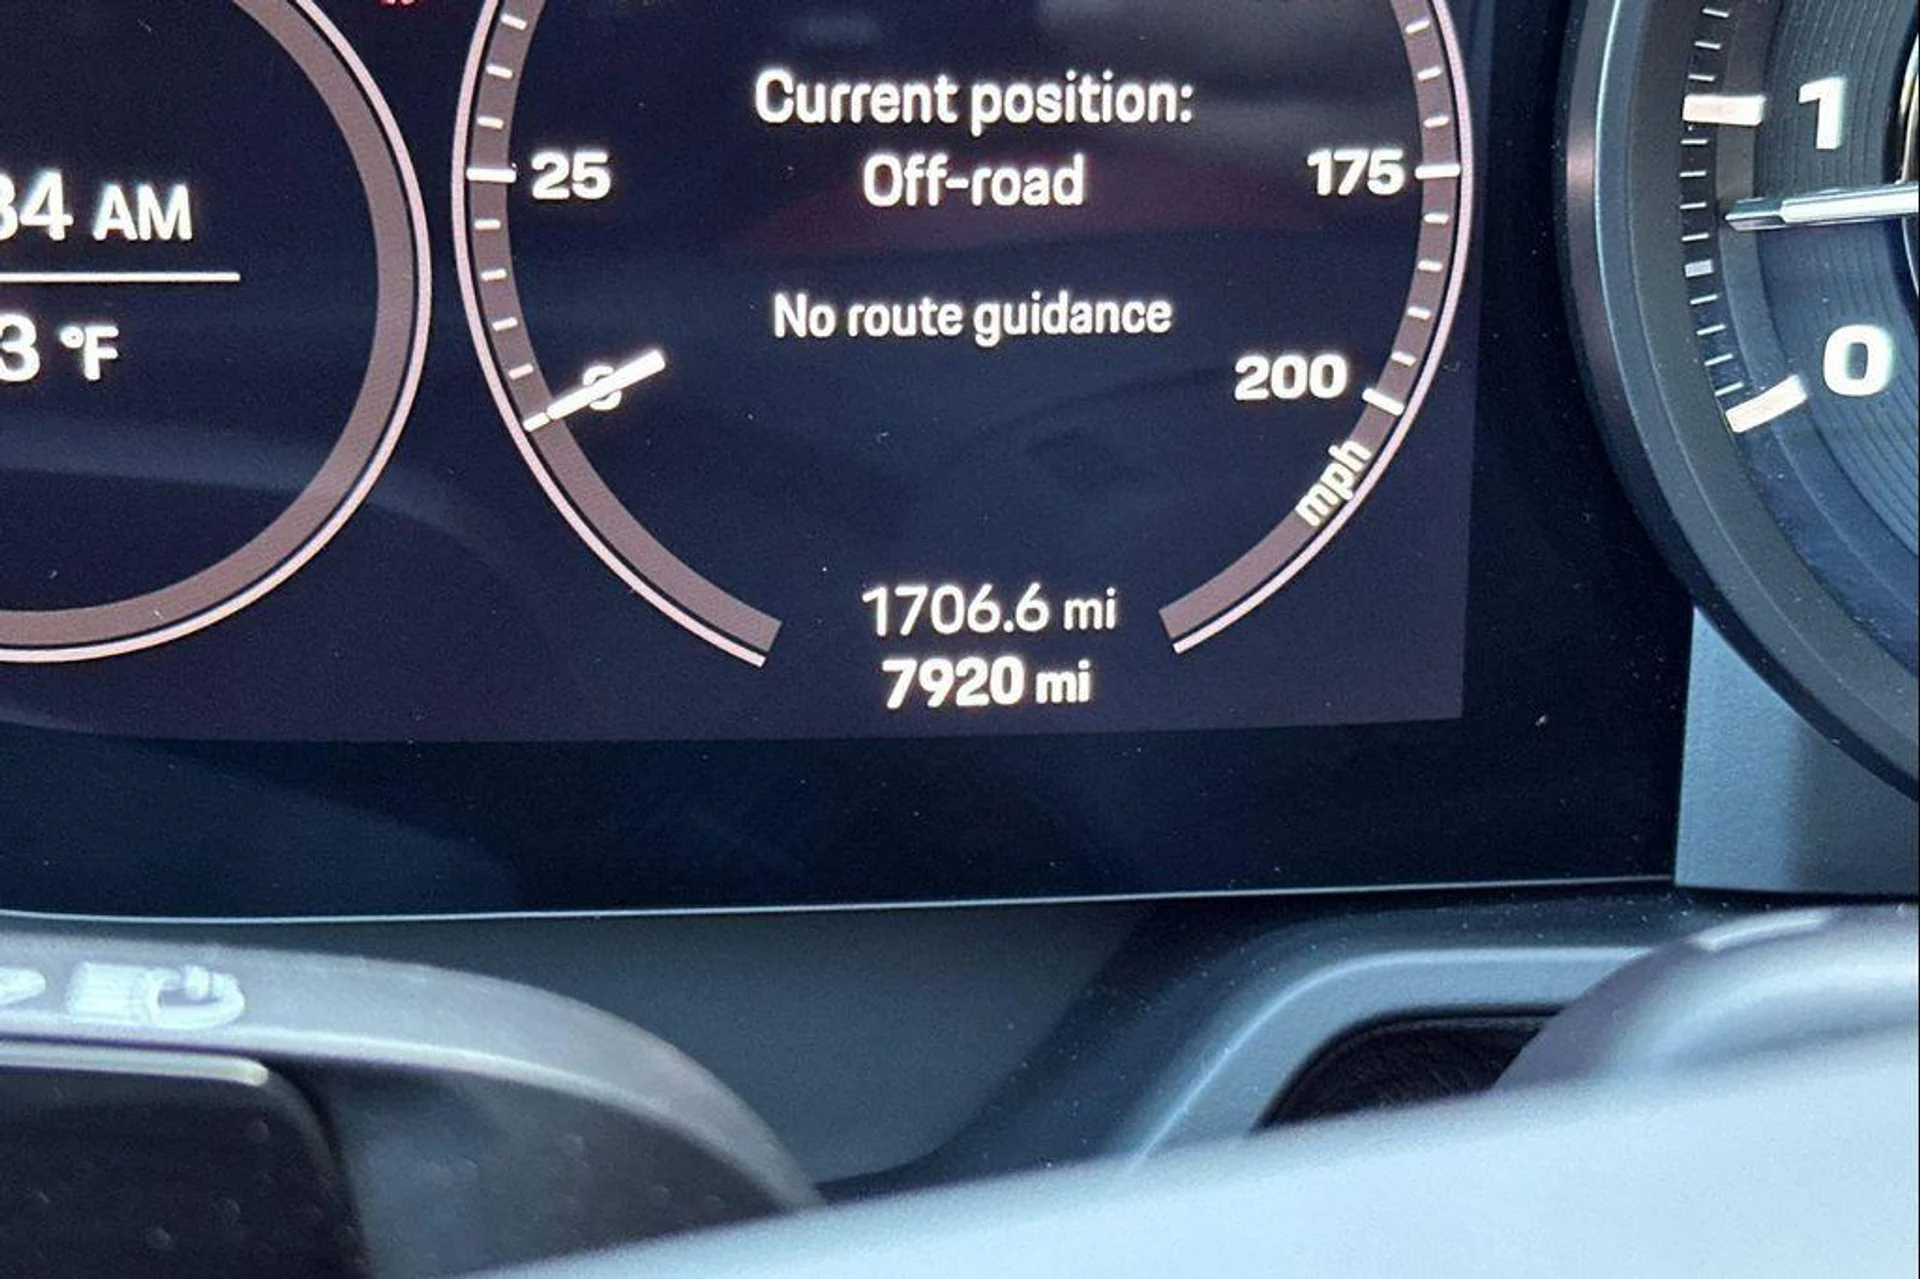 Current position:
Off-road
25
175
34 AM
No route guidance
3 °F
0
200
mph
1706.6 mi
7920 mi
1
0